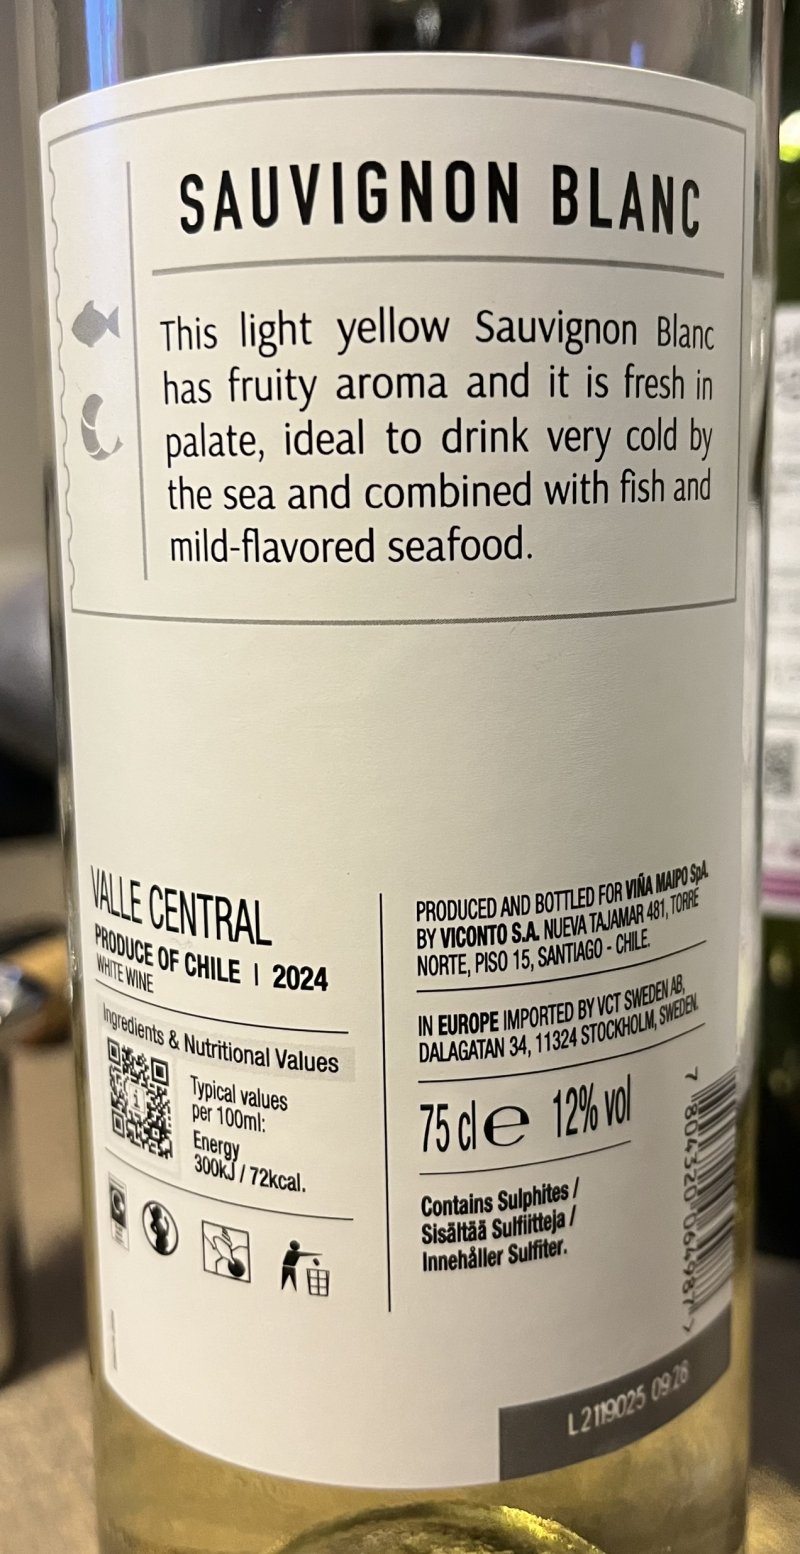 SAUVIGNON BLANC
This light yellow Sauvignon Blanc
has fruity aroma and it is fresh in
palate, ideal to drink very cold by
the sea and combined with fish and
mild-flavored seafood.
VALLE CENTRAL
PRODUCE OF CHILE | 2024
WHITE WINE
Ingredients & Nutritional Values
Typical values
per 100ml:
Energy
300kJ / 72kcal.
PRODUCED AND BOTTLED FOR VIÑA MAIPO SpA.
BY VICONTO S.A. NUEVA TAJAMAR 481, TORRE
NORTE, PISO 15, SANTIAGO - CHILE.
IN EUROPE IMPORTED BY VCT SWEDEN AB,
DALAGATAN 34, 11324 STOCKHOLM, SWEDEN.
75 cl e 12% vol
Contains Sulphites /
Sisältää Sulfiitteja /
Innehåller Sulfiter.
7 804320 064987 >
L2119025 09:26